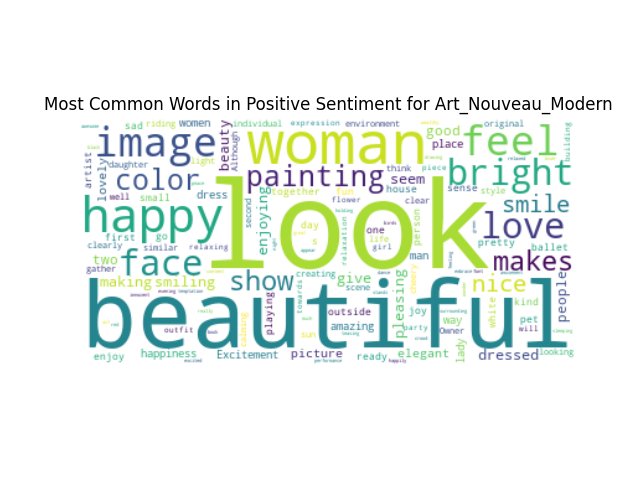 Most Common Words in Positive Sentiment for Art_Nouveau_Modern
sad riding women individual expression environment original
image woman good feel
artist lovely beauty Although place building
daughter light painting think piece bright
color seem house sense style
well small dress second together fun flower clear smile
happy look love
enjoying day s one person pretty
first go life man ballet
clearly similar relaxing relaxation
two face makes
gather creating
making smiling show give scene cheery nice kind people
towards pleasing
beautiful
playing outside joy way white pet
outfit calming sun amazing party Owner will
enjoy happiness Excitement picture ready elegant lady dressed looking
performance happily